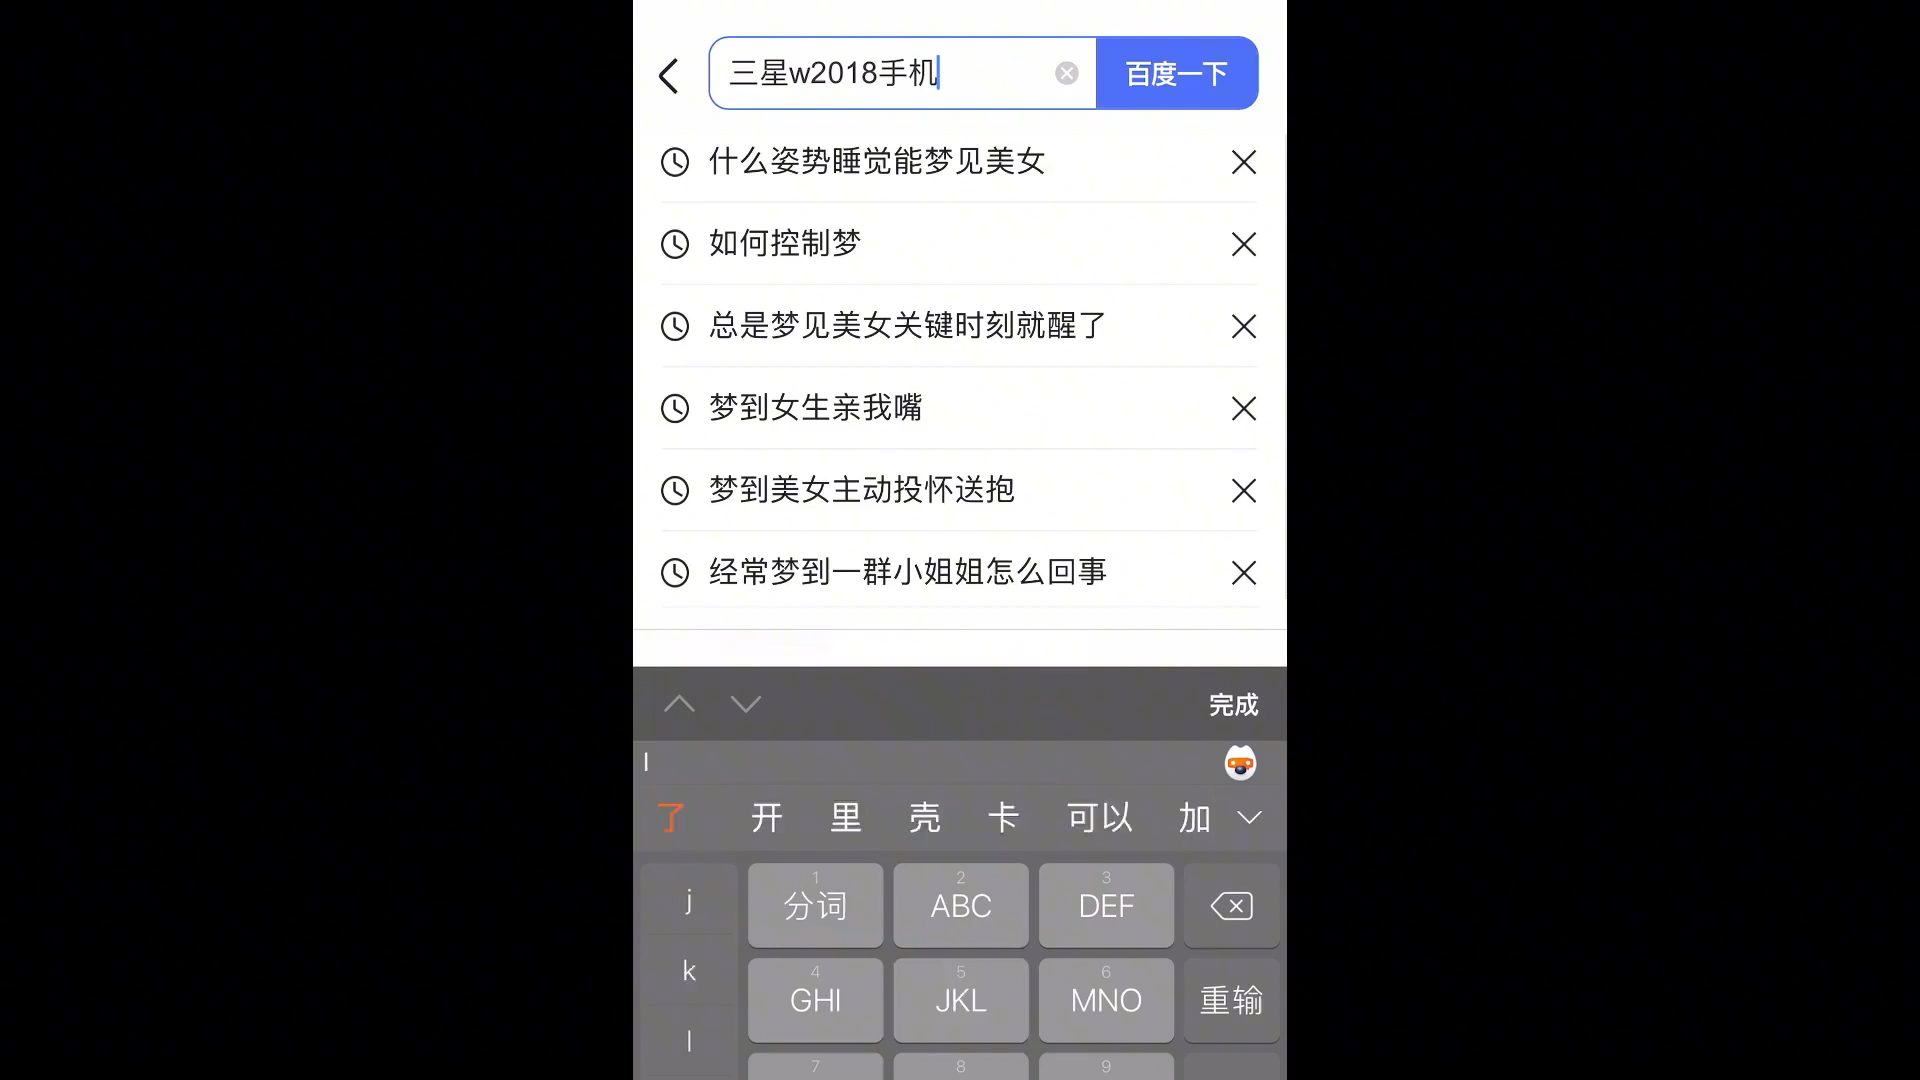 三星w2018手机
百度一下
什么姿势睡觉能梦见美女
如何控制梦
总是梦见美女关键时刻就醒了
梦到女生亲我嘴
梦到美女主动投怀送抱
经常梦到一群小姐姐怎么回事
完成
l
了 开 里 壳 卡 可以 加
j
1 分词
2 ABC
3 DEF
k
4 GHI
5 JKL
6 MNO
重输
l
7
8
9